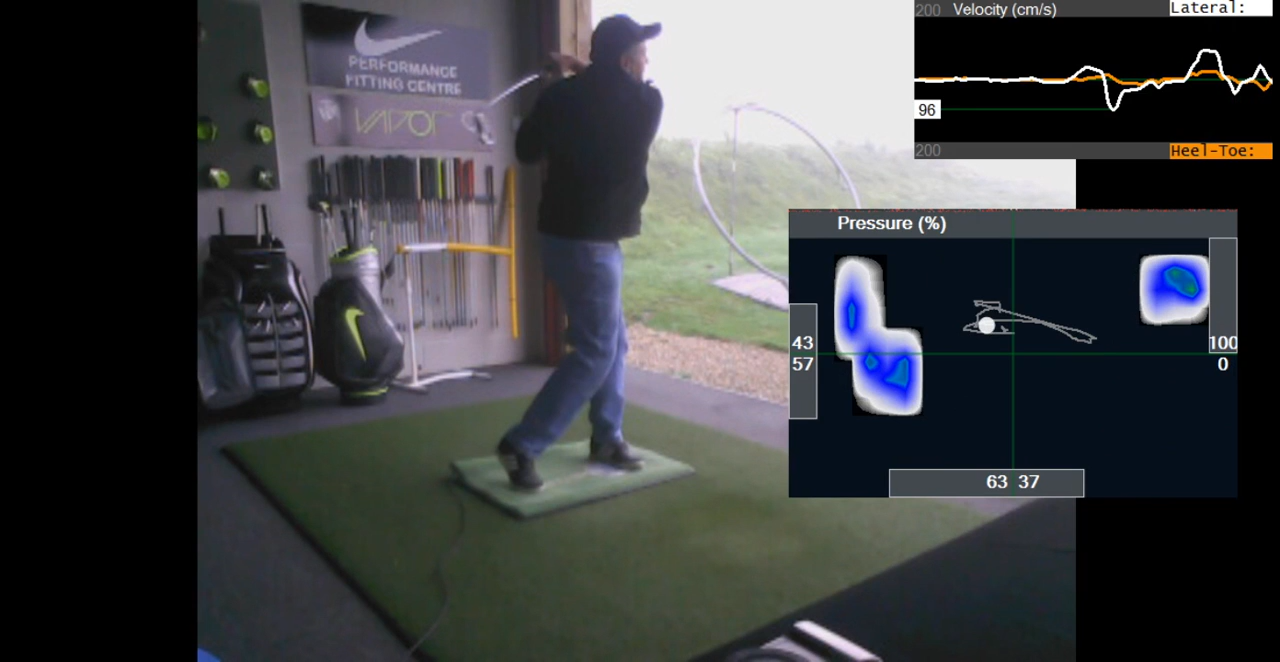 200 Velocity (cm/s) Lateral:
96
200 Heel-Toe:
PERFORMANCE
FITTING CENTRE
VAPOR
Pressure (%)
43
57
100
0
63 37